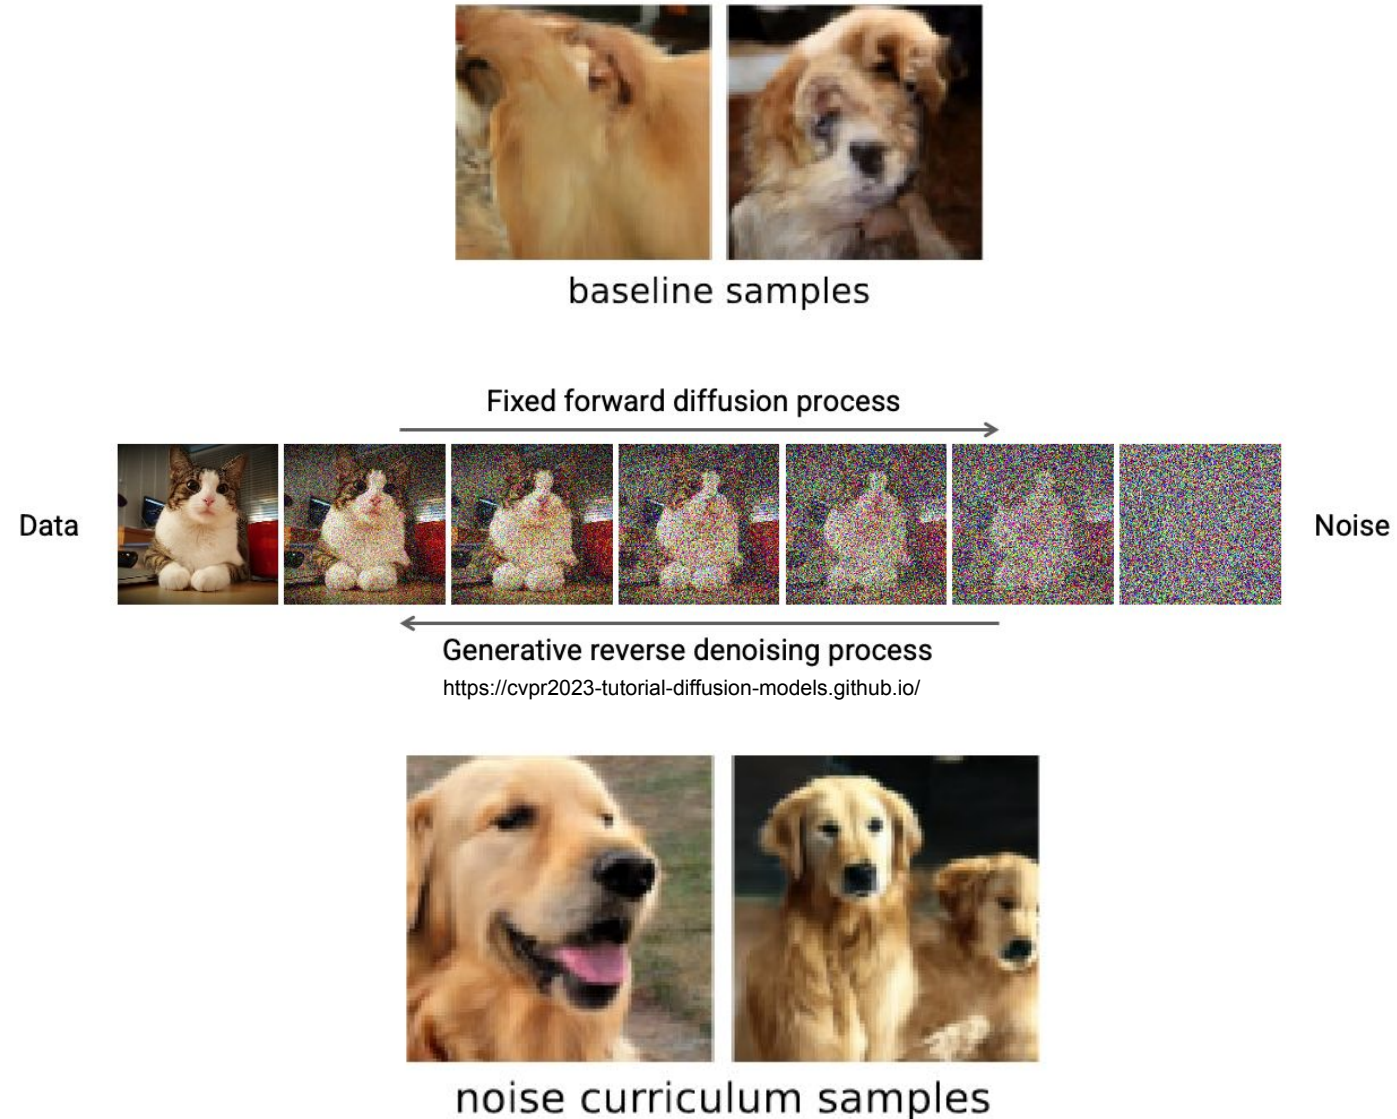 baseline samples
Fixed forward diffusion process
Data
Noise
Generative reverse denoising process
https://cvpr2023-tutorial-diffusion-models.github.io/
noise curriculum samples